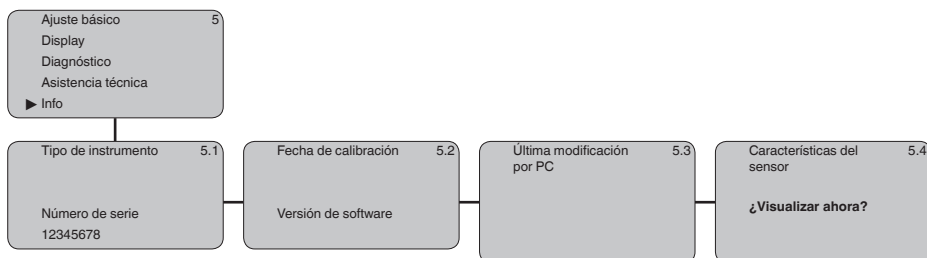 Ajuste básico 5
Display
Diagnóstico
Asistencia técnica
▶ Info
Tipo de instrumento 5.1
Número de serie
12345678
Fecha de calibración 5.2
Versión de software
Última modificación 5.3
por PC
Características del 5.4
sensor
¿Visualizar ahora?